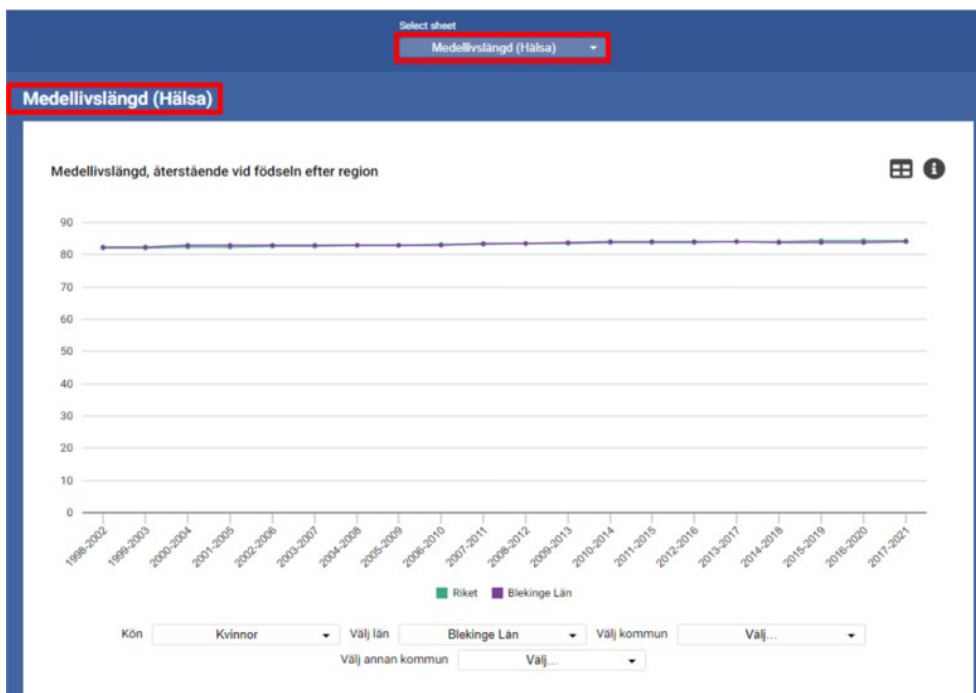 Select sheet
Medellivslängd (Hälsa)
Medellivslängd (Hälsa)
Medellivslängd, återstående vid födseln efter region
90
80
70
60
50
40
30
20
10
0
1998-2002 1999-2003 2000-2004 2001-2005 2002-2006 2003-2007 2004-2008 2005-2009 2006-2010 2007-2011 2008-2012 2009-2013 2010-2014 2011-2015 2012-2016 2013-2017 2014-2018 2015-2019 2016-2020 2017-2021
Riket Blekinge Län
Kön Kvinnor Välj län Blekinge Län Välj kommun Välj...
Välj annan kommun Välj...